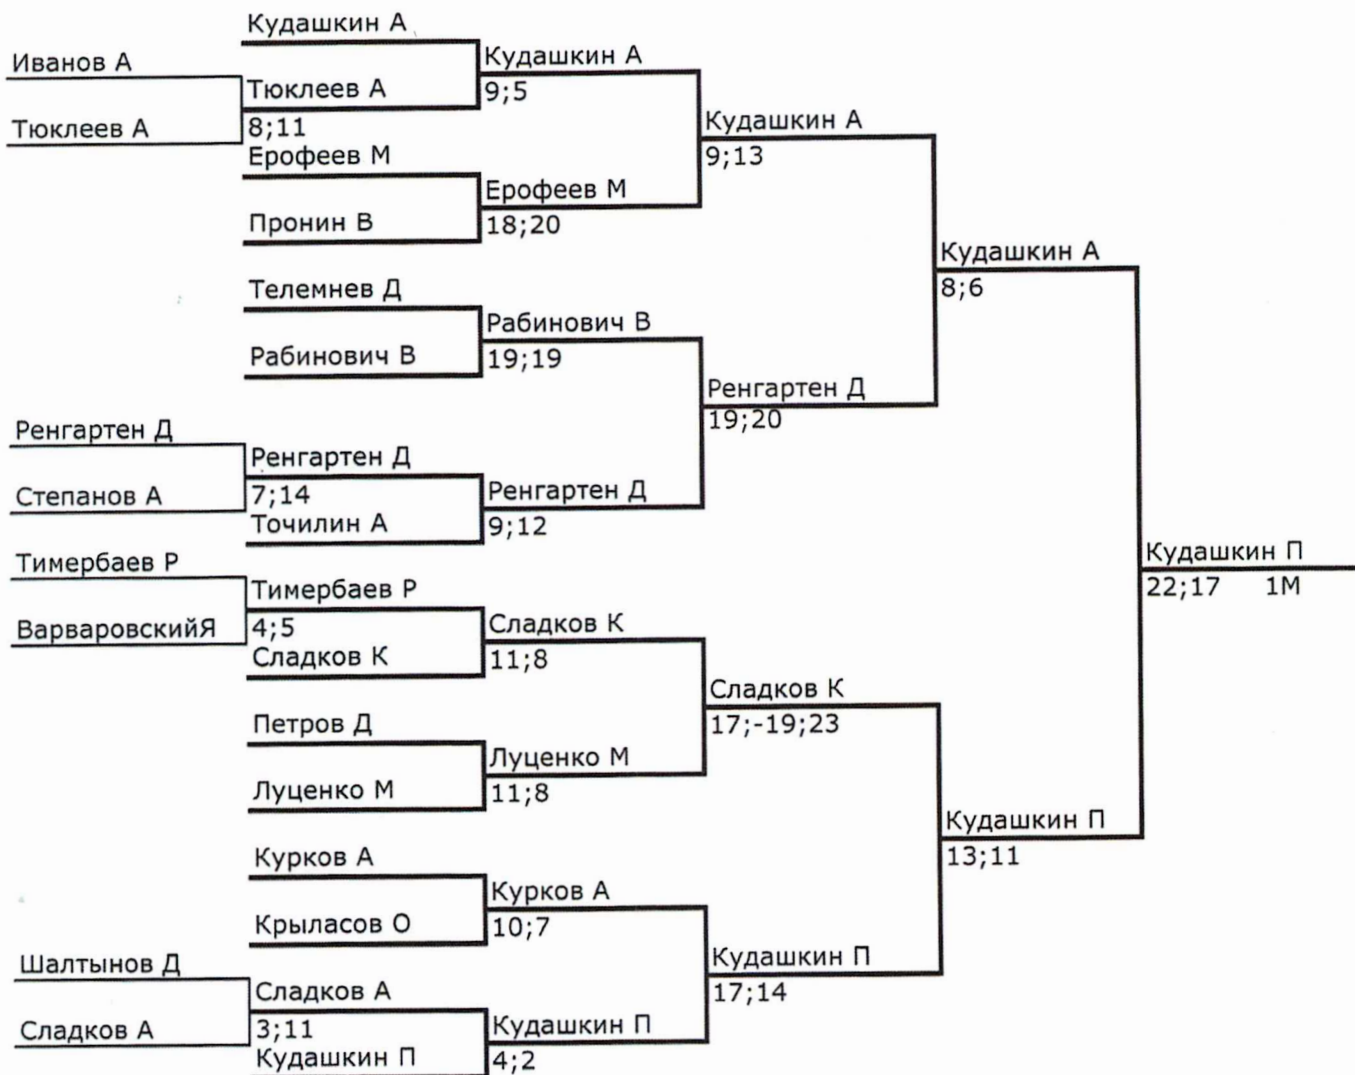 Кудашкин А
Иванов А
Кудашкин А
Тюклеев А
9;5
Тюклеев А
8;11
Кудашкин А
9;13
Ерофеев М
Ерофеев М
Пронин В
18;20
Кудашкин А
8;6
Телемнев Д
Рабинович В
Рабинович В
19;19
Ренгартен Д
19;20
Ренгартен Д
Ренгартен Д
Степанов А
7;14
Ренгартен Д
Точилин А
9;12
Кудашкин П
22;17 1М
Тимербаев Р
Тимербаев Р
ВарваровскийЯ
4;5
Сладков К
Сладков К
11;8
Сладков К
17;-19;23
Петров Д
Луценко М
Луценко М
11;8
Кудашкин П
13;11
Курков А
Курков А
Крыласов О
10;7
Кудашкин П
17;14
Шалтынов Д
Сладков А
Сладков А
3;11
Кудашкин П
Кудашкин П
4;2